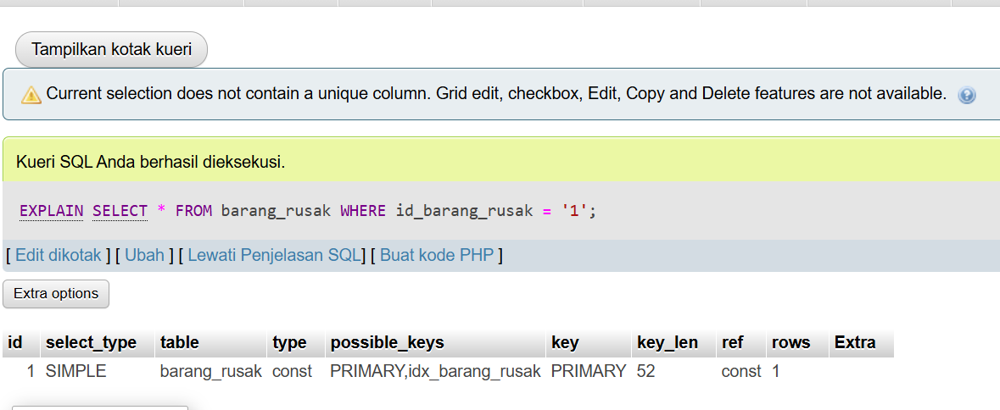 Tampilkan kotak kueri
Current selection does not contain a unique column. Grid edit, checkbox, Edit, Copy and Delete features are not available.
Kueri SQL Anda berhasil dieksekusi.
EXPLAIN SELECT * FROM barang_rusak WHERE id_barang_rusak = '1';
[ Edit dikotak ] [ Ubah ] [ Lewati Penjelasan SQL] [ Buat kode PHP ]
Extra options
id select_type table type possible_keys key key_len ref rows Extra
1 SIMPLE barang_rusak const PRIMARY,idx_barang_rusak PRIMARY 52 const 1